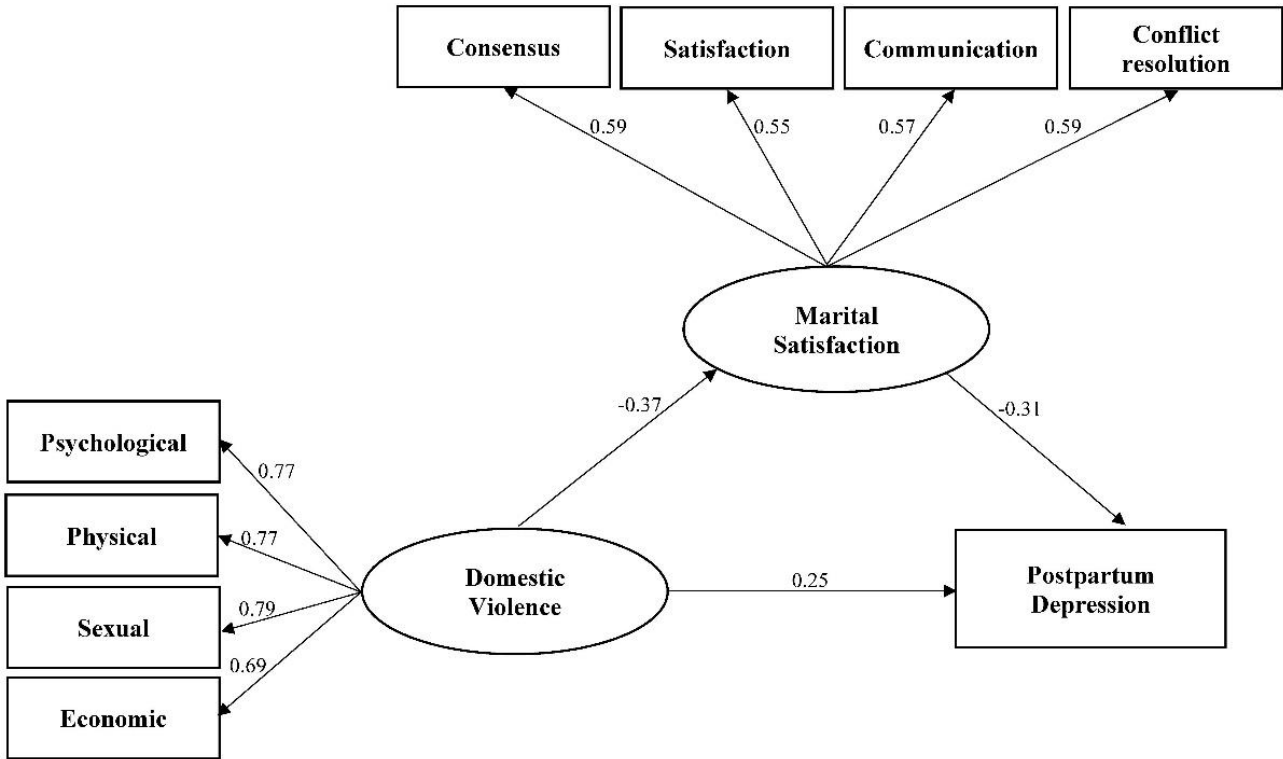 Consensus
Satisfaction
Communication
Conflict
resolution
0.59
0.55
0.57
0.59
Marital
Satisfaction
-0.37
-0.31
Psychological
0.77
Physical
0.77
Domestic
Violence
0.25
Postpartum
Depression
Sexual
0.79
0.69
Economic